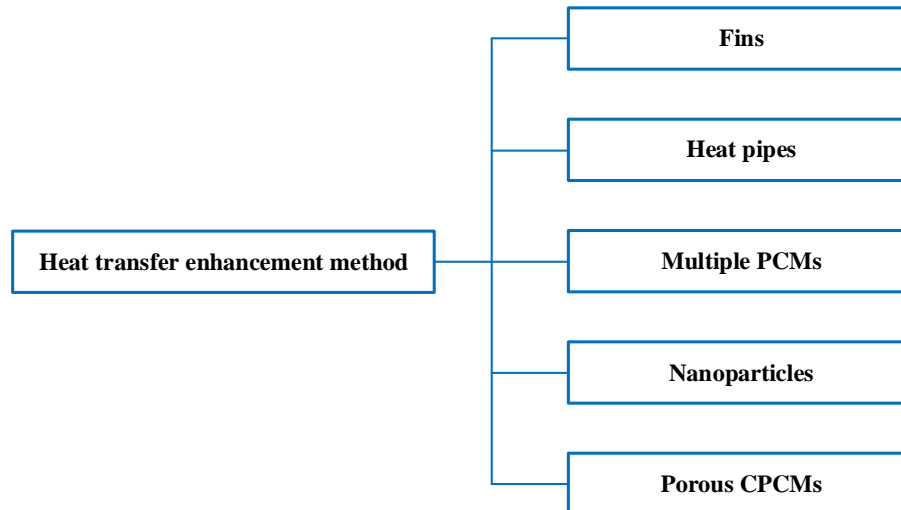 Fins
Heat pipes
Heat transfer enhancement method
Multiple PCMs
Nanoparticles
Porous CPCMs